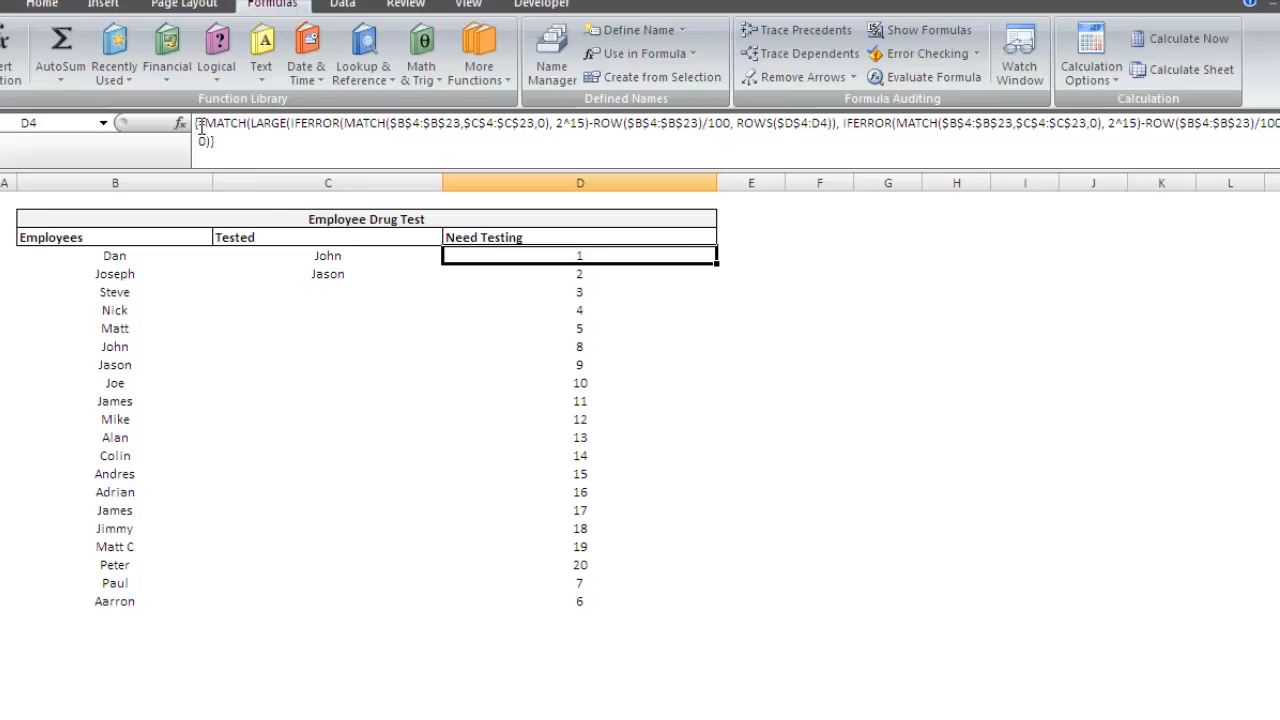 Home Insert Page Layout Formulas Data Review View Developer
AutoSum Recently Used Financial Logical Text Date & Time Lookup & Reference Math & Trig More Functions
Function Library
Name Manager
Define Name
Use in Formula
Create from Selection
Defined Names
Trace Precedents Show Formulas
Trace Dependents Error Checking
Remove Arrows Evaluate Formula
Watch Window
Formula Auditing
Calculation Options
Calculate Now
Calculate Sheet
Calculation
D4 fx {=MATCH(LARGE(IFERROR(MATCH($B$4:$B$23,$C$4:$C$23,0), 2^15)-ROW($B$4:$B$23)/100, ROWS($D$4:D4)), IFERROR(MATCH($B$4:$B$23,$C$4:$C$23,0), 2^15)-ROW($B$4:$B$23)/100
0)}
A B C D E F G H I J K L
Employee Drug Test
Employees Tested Need Testing
Dan John 1
Joseph Jason 2
Steve 3
Nick 4
Matt 5
John 8
Jason 9
Joe 10
James 11
Mike 12
Alan 13
Colin 14
Andres 15
Adrian 16
James 17
Jimmy 18
Matt C 19
Peter 20
Paul 7
Aarron 6